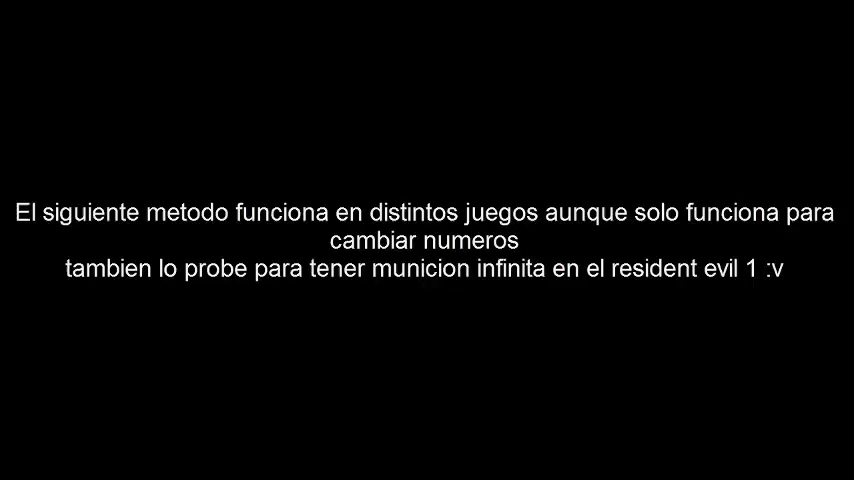 El siguiente metodo funciona en distintos juegos aunque solo funciona para
cambiar numeros
tambien lo probe para tener municion infinita en el resident evil 1 :v